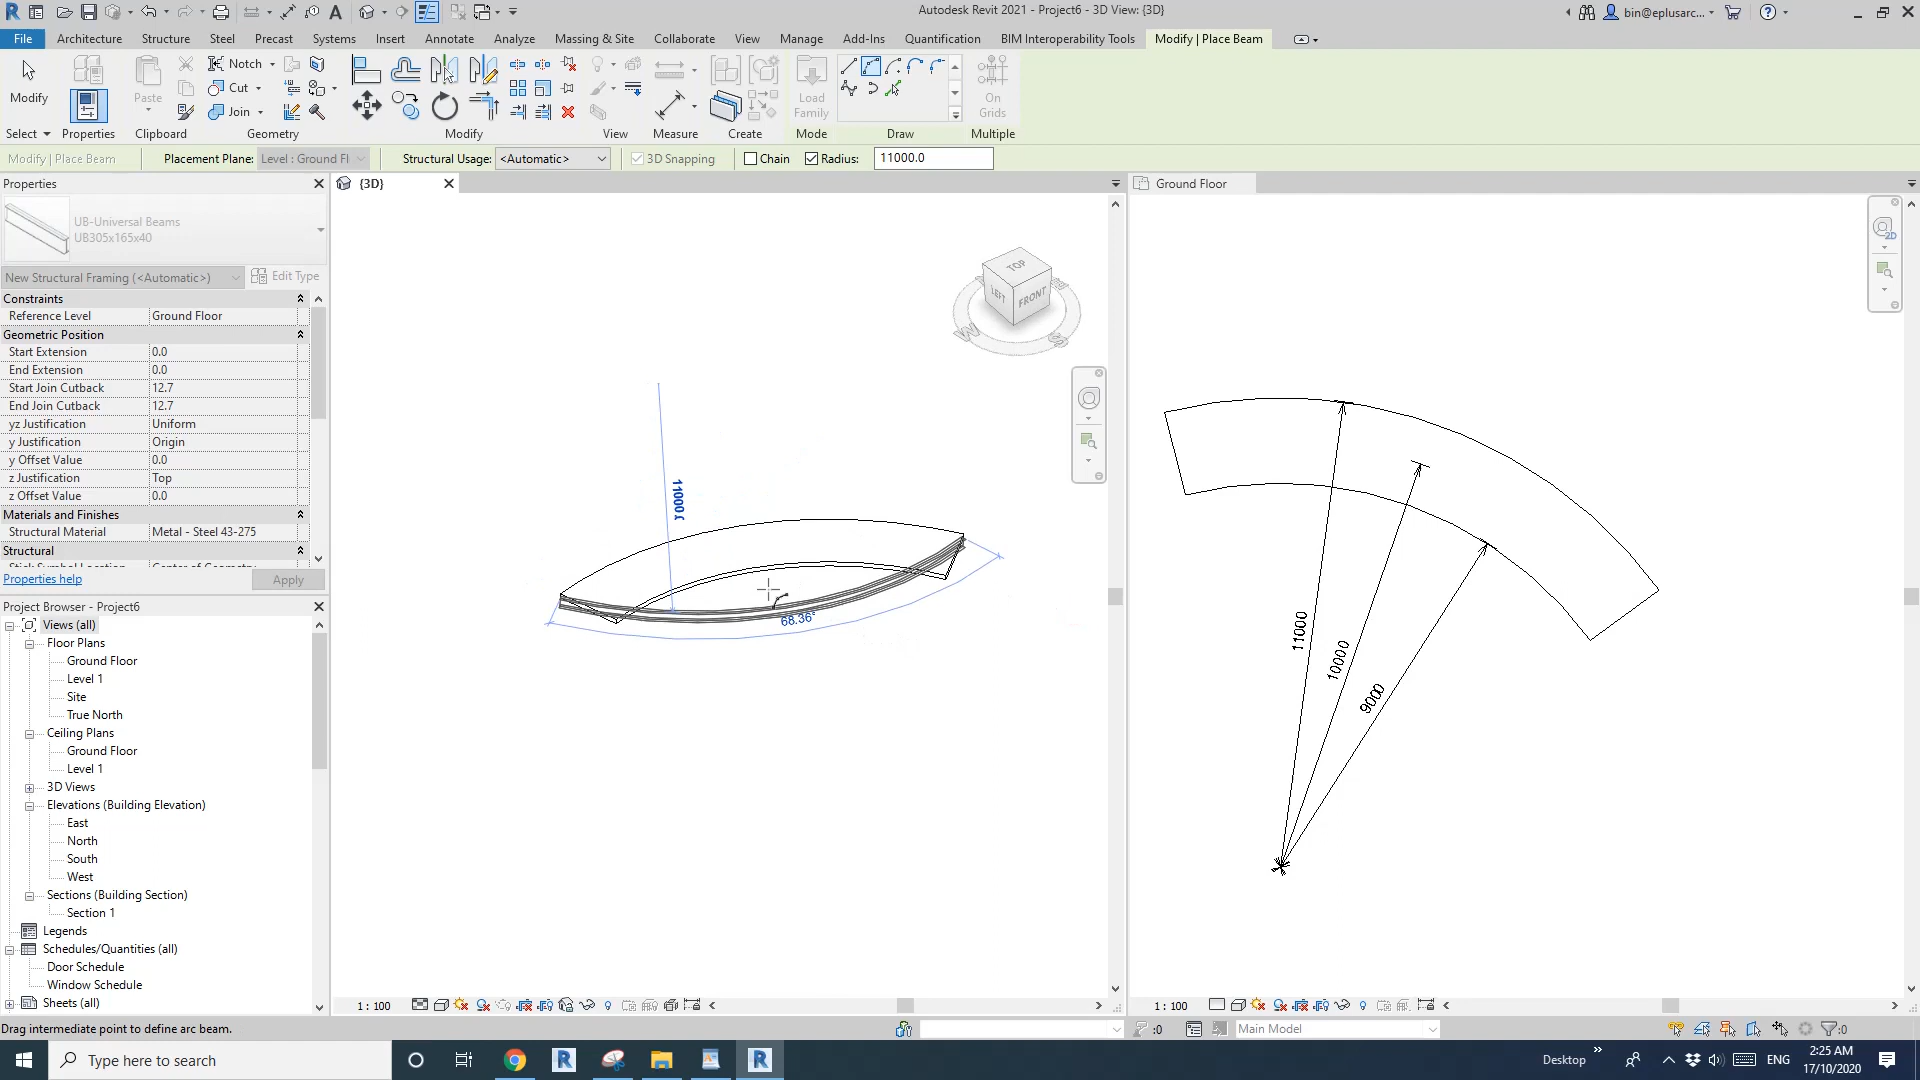 Autodesk Revit 2021 - Project6 - 3D View: {3D}
bin@eplusarc...
File Architecture Structure Steel Precast Systems Insert Annotate Analyze Massing & Site Collaborate View Manage Add-Ins Quantification BIM Interoperability Tools Modify | Place Beam
Notch
Cut
Join
Modify
Paste
Load
Family
On
Grids
Select Properties Clipboard Geometry Modify View Measure Create Mode Draw Multiple
Modify | Place Beam Placement Plane: Level : Ground Fl Structural Usage: <Automatic> 3D Snapping Chain Radius: 11000.0
Properties
{3D}
Ground Floor
UB-Universal Beams
UB305x165x40
New Structural Framing (<Automatic>) Edit Type
Constraints
Reference Level Ground Floor
Geometric Position
Start Extension 0.0
End Extension 0.0
Start Join Cutback 12.7
End Join Cutback 12.7
yz Justification Uniform
y Justification Origin
y Offset Value 0.0
z Justification Top
z Offset Value 0.0
Materials and Finishes
Structural Material Metal - Steel 43-275
Structural
Properties help Apply
Project Browser - Project6
Views (all)
Floor Plans
Ground Floor
Level 1
Site
True North
Ceiling Plans
Ground Floor
Level 1
3D Views
Elevations (Building Elevation)
East
North
South
West
Sections (Building Section)
Section 1
Legends
Schedules/Quantities (all)
Door Schedule
Window Schedule
Sheets (all)
TOP
LEFT
FRONT
W
S
2D
68.36°
11000
10000
9000
1 : 100
1 : 100
Drag intermediate point to define arc beam.
:0
Main Model
:0
Type here to search
Desktop
ENG
2:25 AM
17/10/2020